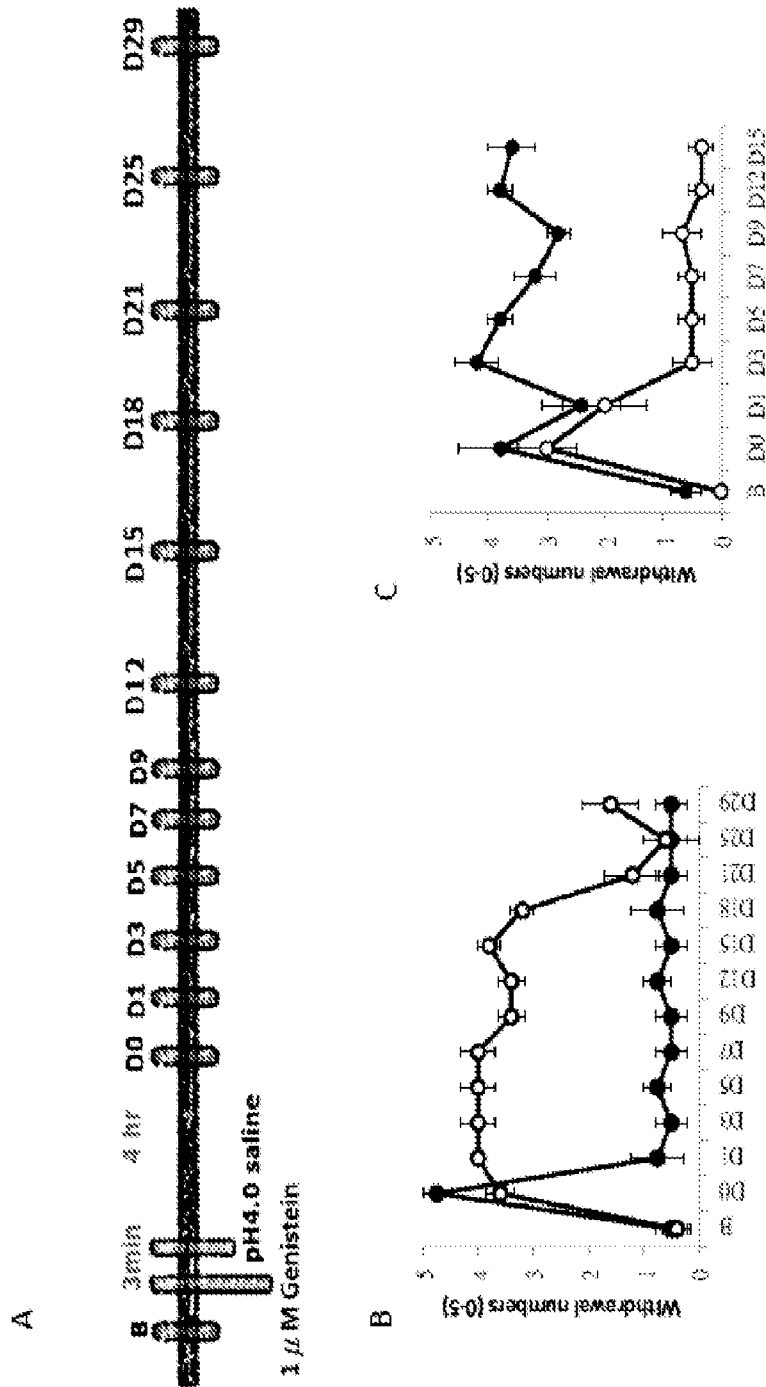 A
B 3min 4 hr D0 D1 D3 D5 D7 D9 D12 D15 D18 D21 D25 D29
pH4.0 saline
1 μM Genistein
B
Withdrawal numbers (0-5)
5
4
3
2
1
0
B D0 D1 D3 D5 D7 D9 D12 D15 D18 D21 D25 D29
C
Withdrawal numbers (0-5)
5
4
3
2
1
0
B D0 D1 D3 D5 D7 D9 D12 D15